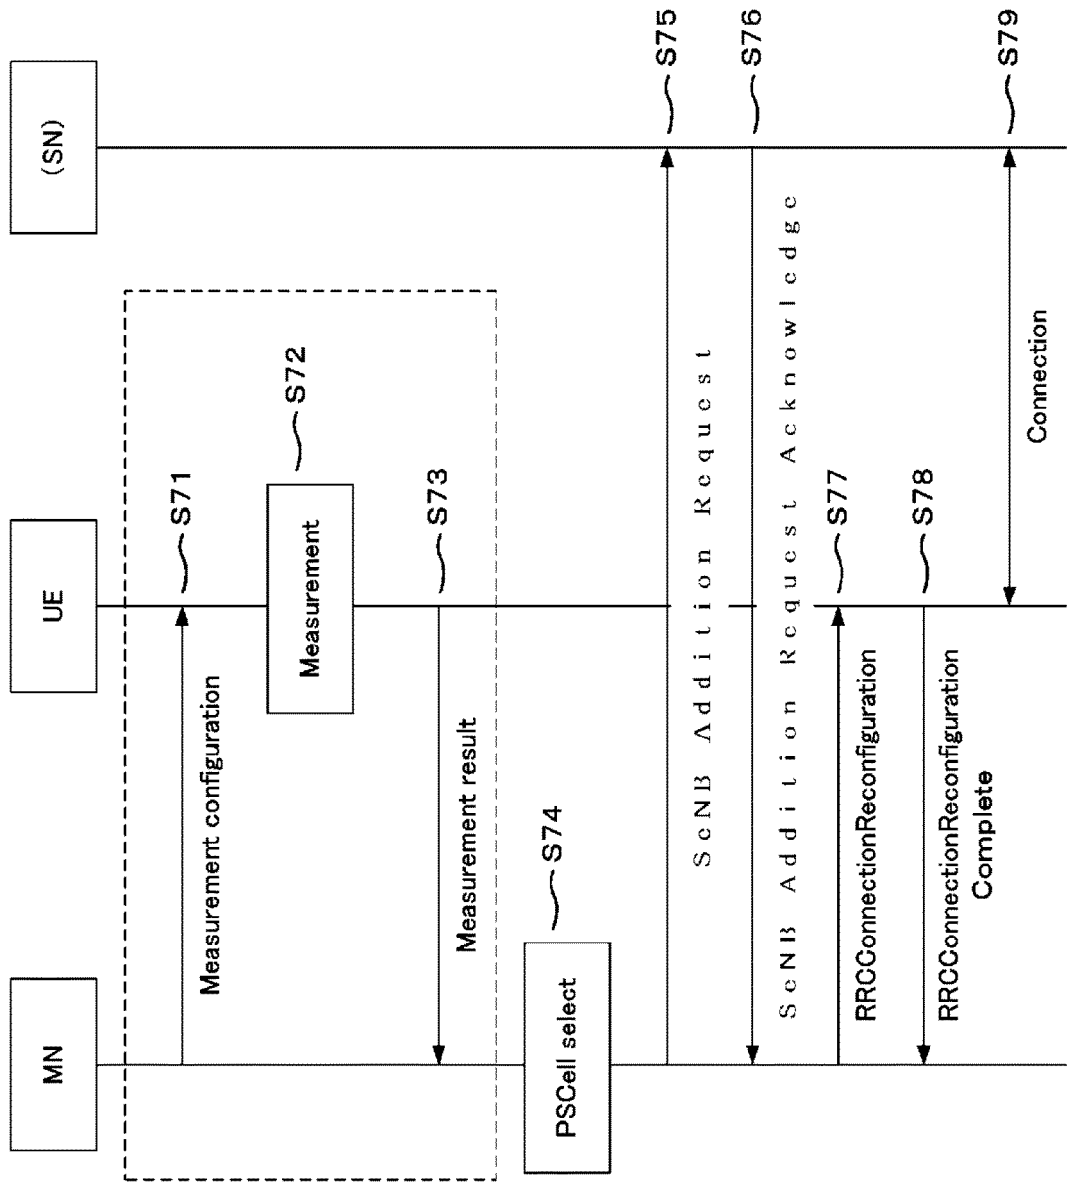 MN
UE
(SN)
Measurement configuration
S71
Measurement
S72
Measurement result
S73
PSCell select
S74
SeNB Addition Request
S75
SeNB Addition Request Acknowledge
S76
RRCConnectionReconfiguration
S77
RRCConnectionReconfiguration
Complete
S78
Connection
S79